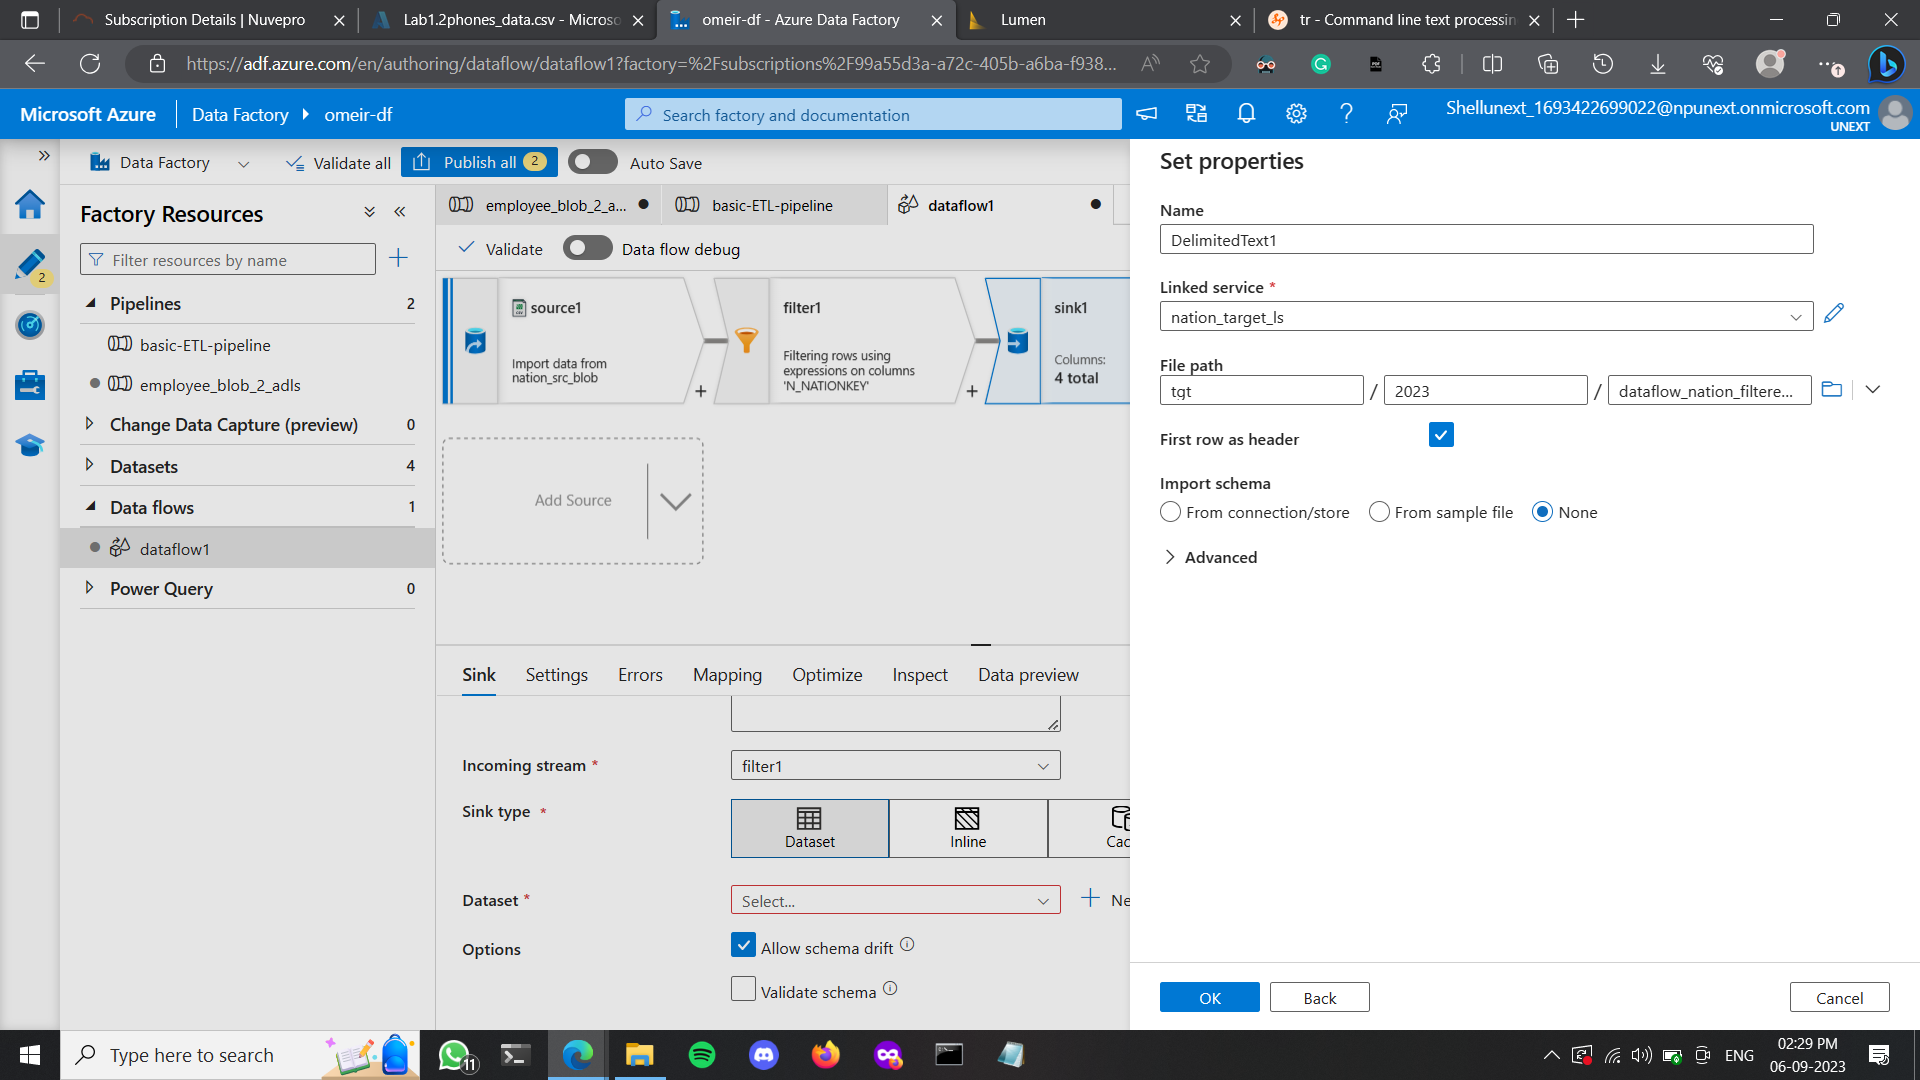 Subscription Details | Nuvepro
Lab1.2phones_data.csv - Microso
omeir-df - Azure Data Factory
Lumen
tr - Command line text processin
https://adf.azure.com/en/authoring/dataflow/dataflow1?factory=%2Fsubscriptions%2F99a55d3a-a72c-405b-a6ba-f938...
Microsoft Azure
Data Factory
omeir-df
Search factory and documentation
Shellunext_1693422699022@npunext.onmicrosoft.com
UNEXT
Data Factory
Validate all
Publish all 2
Auto Save
Factory Resources
Filter resources by name
2
Pipelines 2
basic-ETL-pipeline
employee_blob_2_adls
Change Data Capture (preview) 0
Datasets 4
Data flows 1
dataflow1
Power Query 0
employee_blob_2_a...
basic-ETL-pipeline
dataflow1
Validate
Data flow debug
source1
Import data from
nation_src_blob
+
filter1
Filtering rows using
expressions on columns
'N_NATIONKEY'
+
sink1
Columns:
4 total
Add Source
Sink
Settings
Errors
Mapping
Optimize
Inspect
Data preview
Incoming stream *
filter1
Sink type *
Dataset
Inline
Cac
Dataset *
Select...
Ne
Options
Allow schema drift
Validate schema
Set properties
Name
DelimitedText1
Linked service *
nation_target_ls
File path
tgt / 2023 / dataflow_nation_filtere...
First row as header
Import schema
From connection/store
From sample file
None
Advanced
OK
Back
Cancel
Type here to search
11
ENG
02:29 PM
06-09-2023